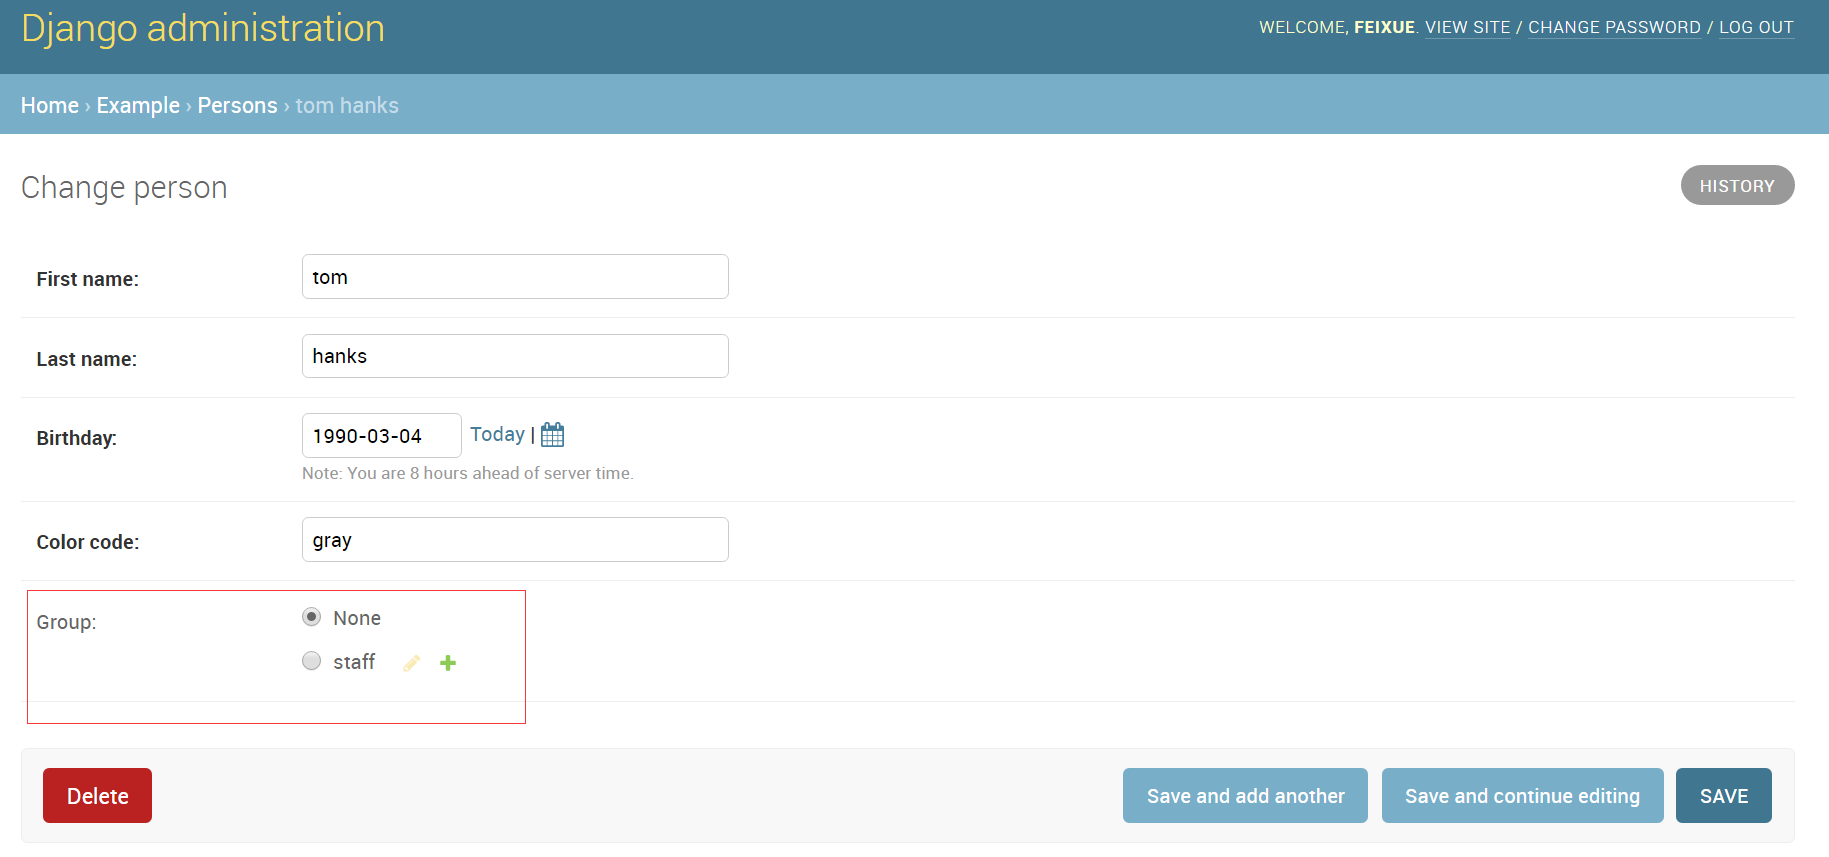 Django administration
WELCOME, FEIXUE. VIEW SITE / CHANGE PASSWORD / LOG OUT
Home › Example › Persons › tom hanks
Change person
HISTORY
First name: tom
Last name: hanks
Birthday: 1990-03-04 Today |
Note: You are 8 hours ahead of server time.
Color code: gray
Group: None
staff
Delete Save and add another Save and continue editing SAVE